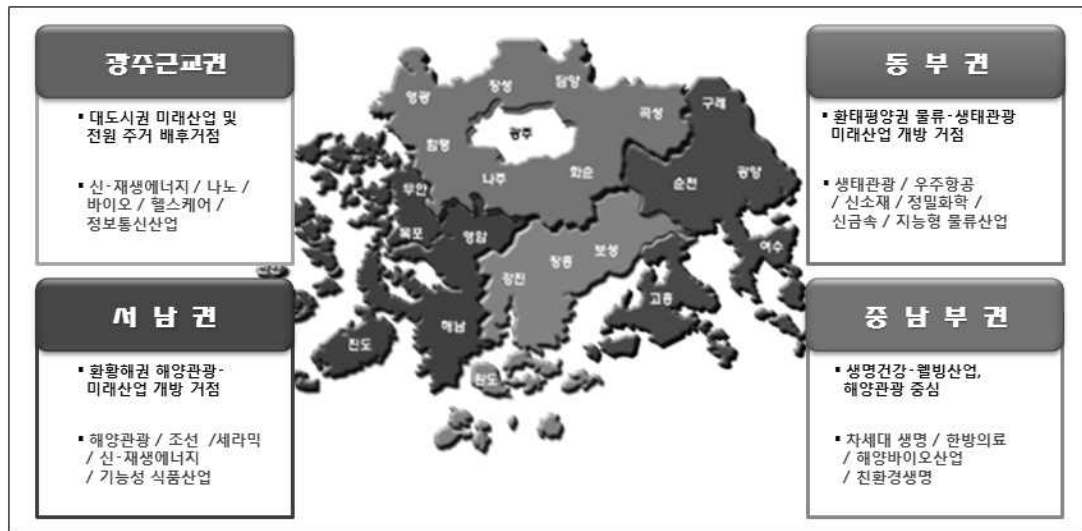 광주근교권
▪ 대도시권 미래산업 및
전원 주거 배후거점
▪ 신-재생에너지 / 나노 /
바이오 / 헬스케어 /
정보통신산업
동 부 권
▪ 환태평양권 물류-생태관광
미래산업 개방 거점
▪ 생태관광 / 우주항공
/ 신소재 / 정밀화학 /
신금속 / 지능형 물류산업
서 남 권
▪ 환황해권 해양관광-
미래산업 개방 거점
▪ 해양관광 / 조선 /세라믹
/ 신-재생에너지
/ 기능성 식품산업
중 남 부 권
▪ 생명건강-웰빙산업,
해양관광 중심
▪ 차세대 생명 / 한방의료
/ 해양바이오산업
/ 친환경생명
영광
장성
담양
곡성
구례
광주
함평
나주
화순
순천
광양
무안
목포
영암
강진
장흥
보성
여수
고흥
해남
진도
완도